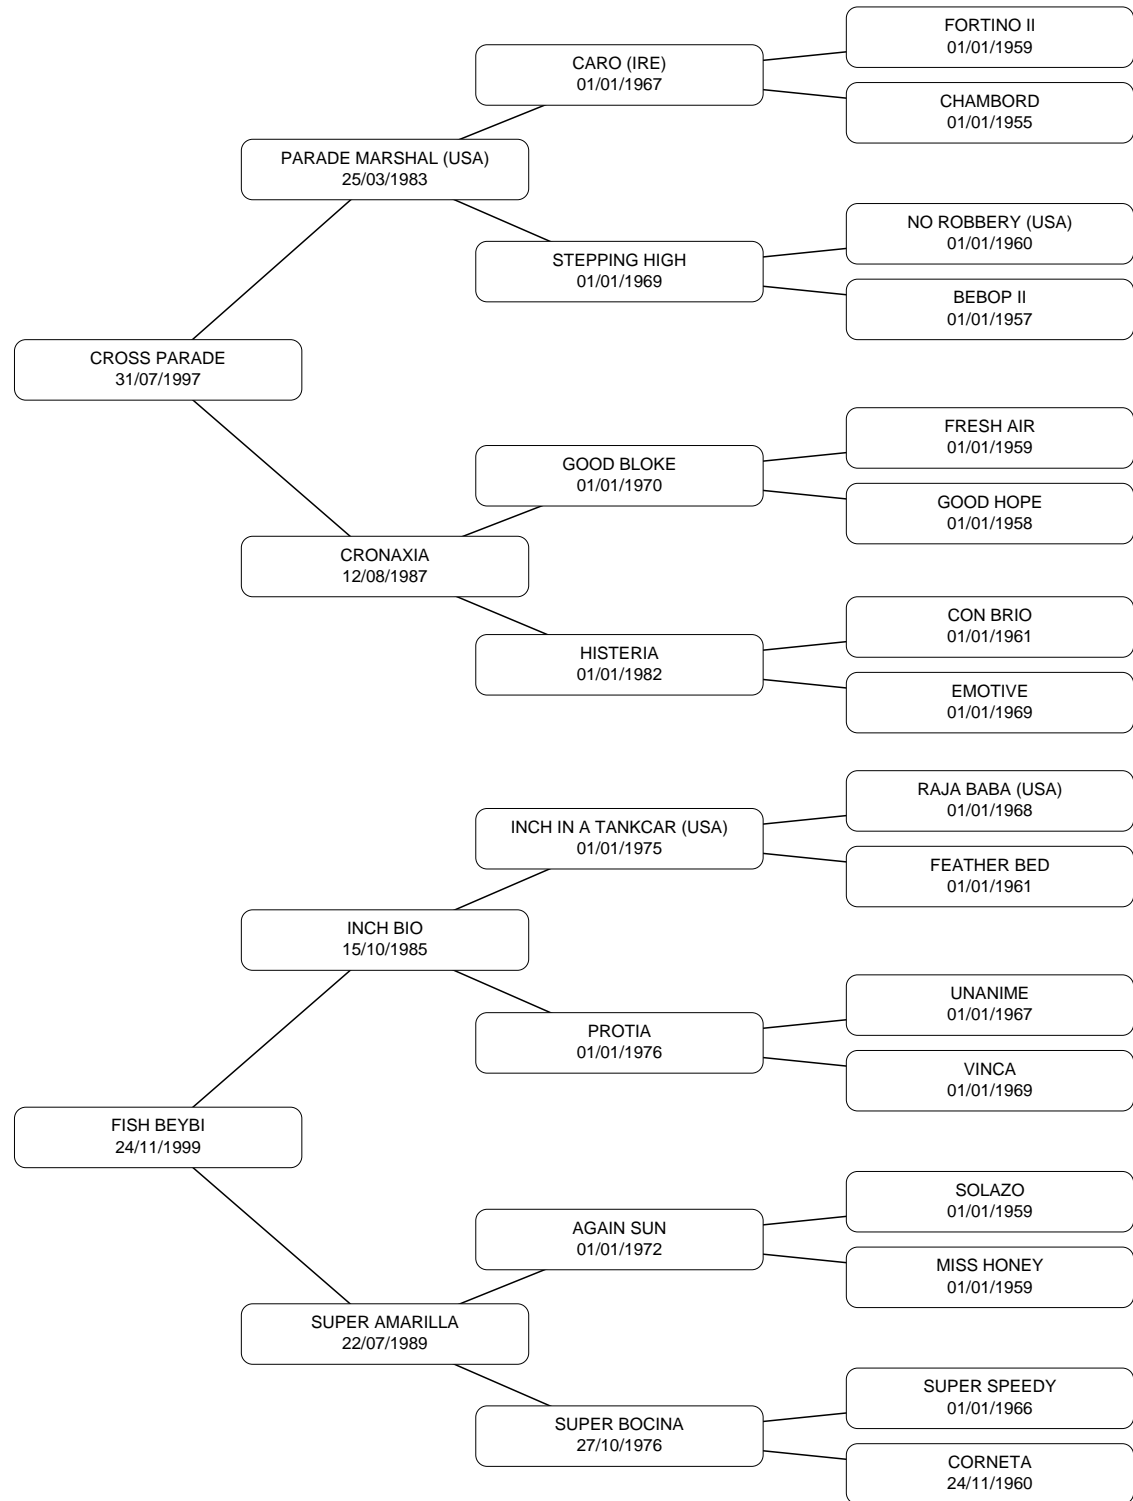 FORTINO II
01/01/1959
CARO (IRE)
01/01/1967
CHAMBORD
01/01/1955
PARADE MARSHAL (USA)
25/03/1983
NO ROBBERY (USA)
01/01/1960
STEPPING HIGH
01/01/1969
BEBOP II
01/01/1957
CROSS PARADE
31/07/1997
FRESH AIR
01/01/1959
GOOD BLOKE
01/01/1970
GOOD HOPE
01/01/1958
CRONAXIA
12/08/1987
CON BRIO
01/01/1961
HISTERIA
01/01/1982
EMOTIVE
01/01/1969
RAJA BABA (USA)
01/01/1968
INCH IN A TANKCAR (USA)
01/01/1975
FEATHER BED
01/01/1961
INCH BIO
15/10/1985
UNANIME
01/01/1967
PROTIA
01/01/1976
VINCA
01/01/1969
FISH BEYBI
24/11/1999
SOLAZO
01/01/1959
AGAIN SUN
01/01/1972
MISS HONEY
01/01/1959
SUPER AMARILLA
22/07/1989
SUPER SPEEDY
01/01/1966
SUPER BOCINA
27/10/1976
CORNETA
24/11/1960